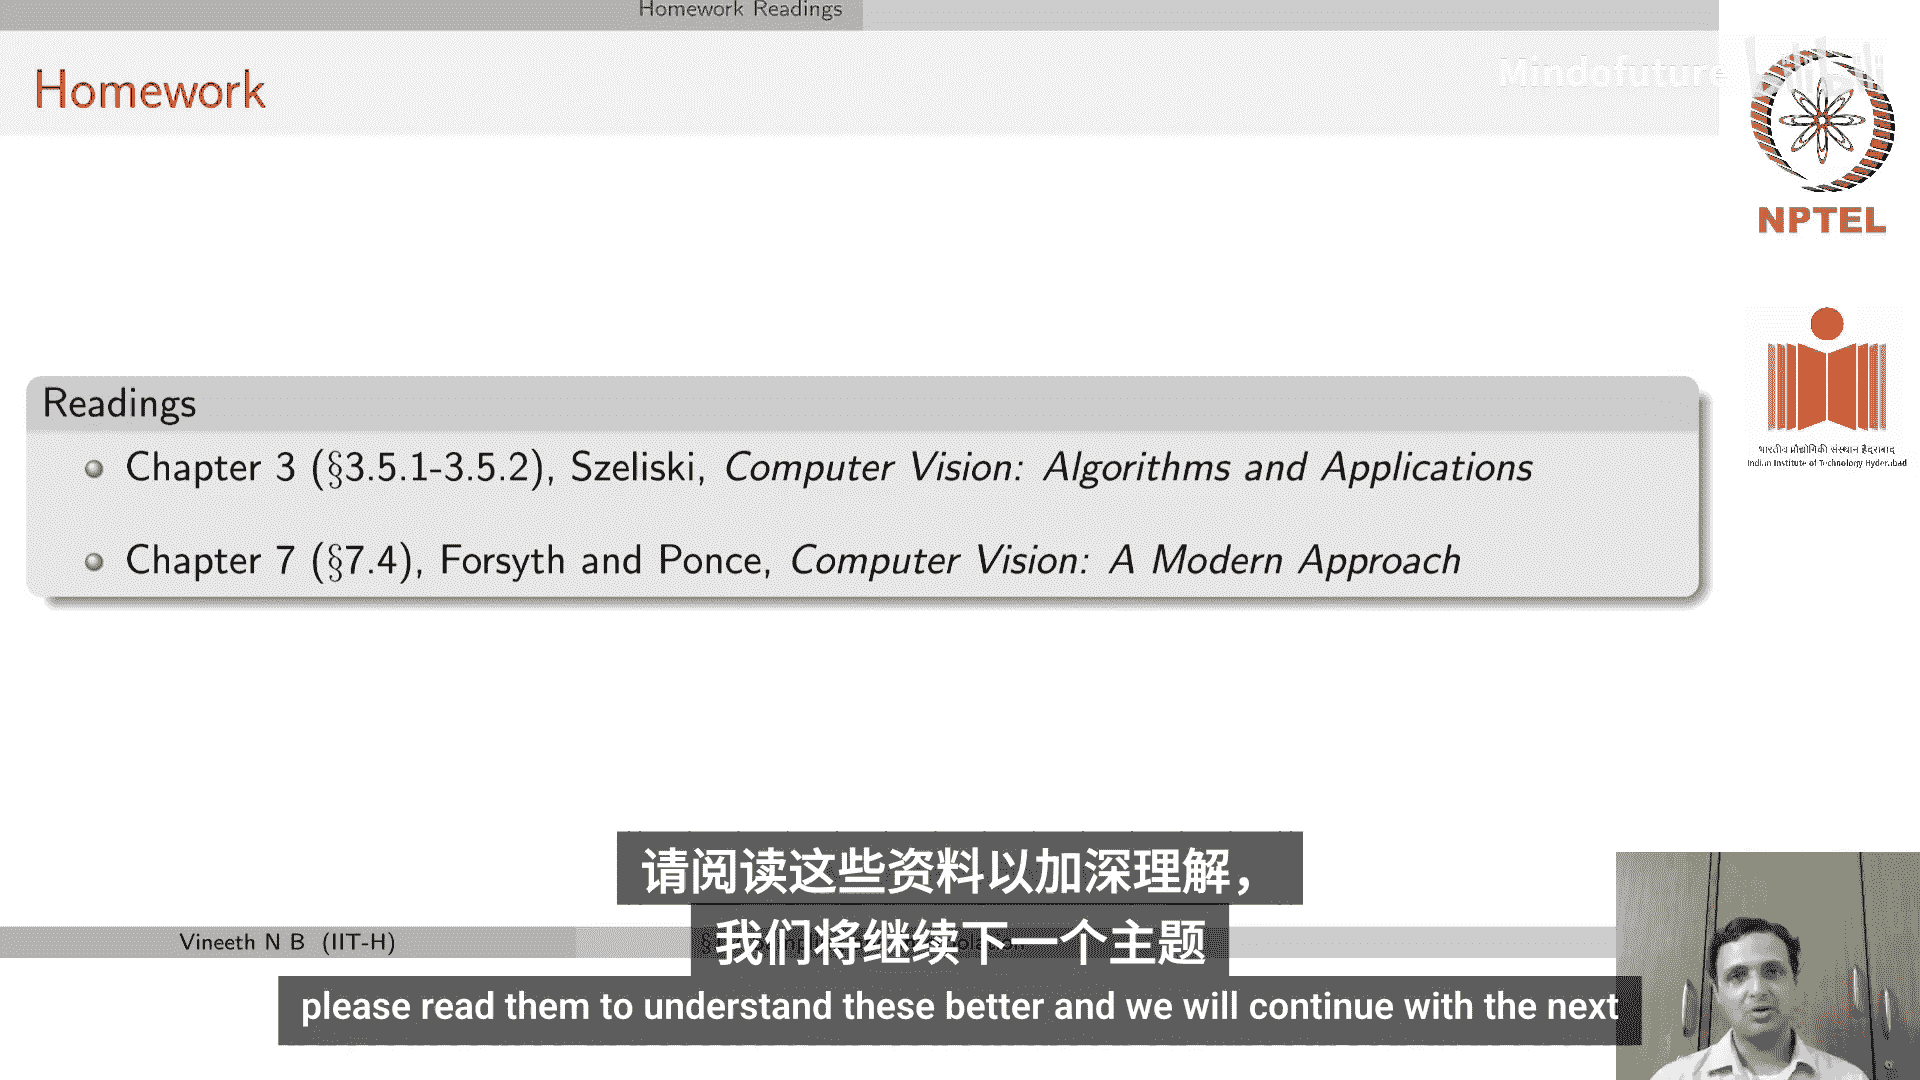 Homework Readings
Homework
Mindofuture
NPTEL
भारतीय प्रौद्योगिकी संस्थान हैदराबाद
Indian Institute of Technology Hyderabad
Readings
Chapter 3 (§3.5.1-3.5.2), Szeliski, Computer Vision: Algorithms and Applications
Chapter 7 (§7.4), Forsyth and Ponce, Computer Vision: A Modern Approach
请阅读这些资料以加深理解，
Vineeth N B (IIT-H)
我们将继续下一个主题
please read them to understand these better and we will continue with the next